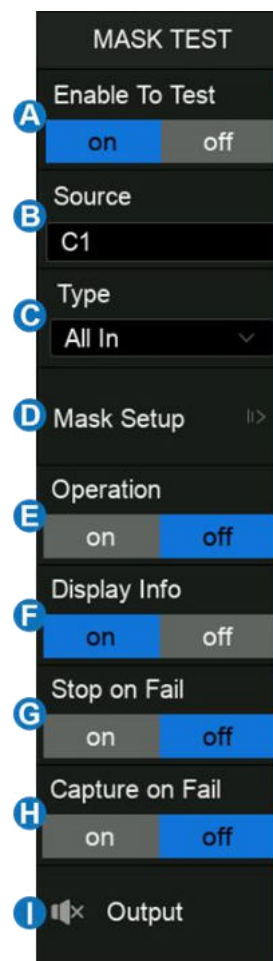 MASK TEST
Enable To Test
A
on off
Source
B
C1
Type
C
All In
D Mask Setup
Operation
E
on off
Display Info
F
on off
Stop on Fail
G
on off
Capture on Fail
H
on off
I Output